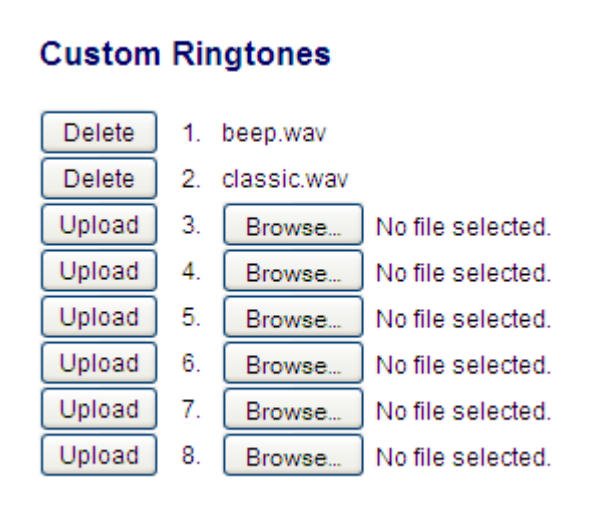 Custom Ringtones
Delete 1. beep.wav
Delete 2. classic.wav
Upload 3. Browse... No file selected.
Upload 4. Browse... No file selected.
Upload 5. Browse... No file selected.
Upload 6. Browse... No file selected.
Upload 7. Browse... No file selected.
Upload 8. Browse... No file selected.